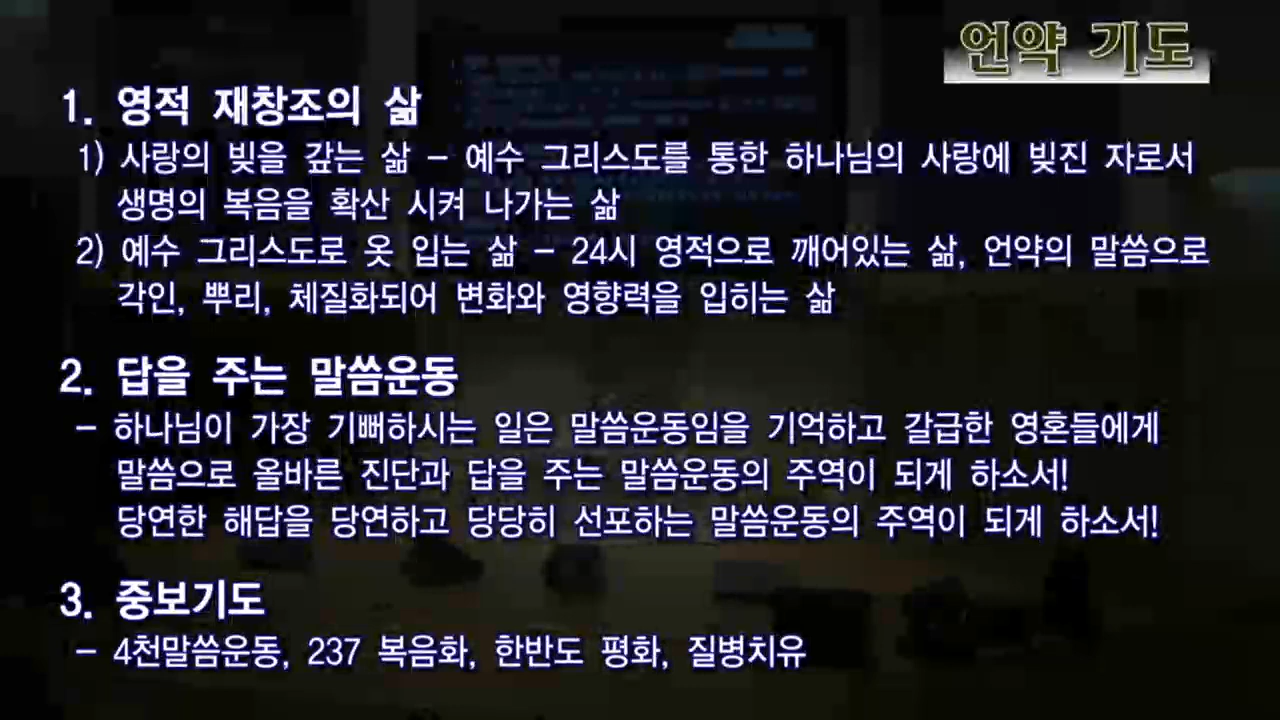 언약 기도
1. 영적 재창조의 삶
1) 사랑의 빚을 갚는 삶 - 예수 그리스도를 통한 하나님의 사랑에 빚진 자로서
생명의 복음을 확산 시켜 나가는 삶
2) 예수 그리스도로 옷 입는 삶 - 24시 영적으로 깨어있는 삶, 언약의 말씀으로
각인, 뿌리, 체질화되어 변화와 영향력을 입히는 삶
2. 답을 주는 말씀운동
- 하나님이 가장 기뻐하시는 일은 말씀운동임을 기억하고 갈급한 영혼들에게
말씀으로 올바른 진단과 답을 주는 말씀운동의 주역이 되게 하소서!
당연한 해답을 당연하고 당당히 선포하는 말씀운동의 주역이 되게 하소서!
3. 중보기도
- 4천말씀운동, 237 복음화, 한반도 평화, 질병치유